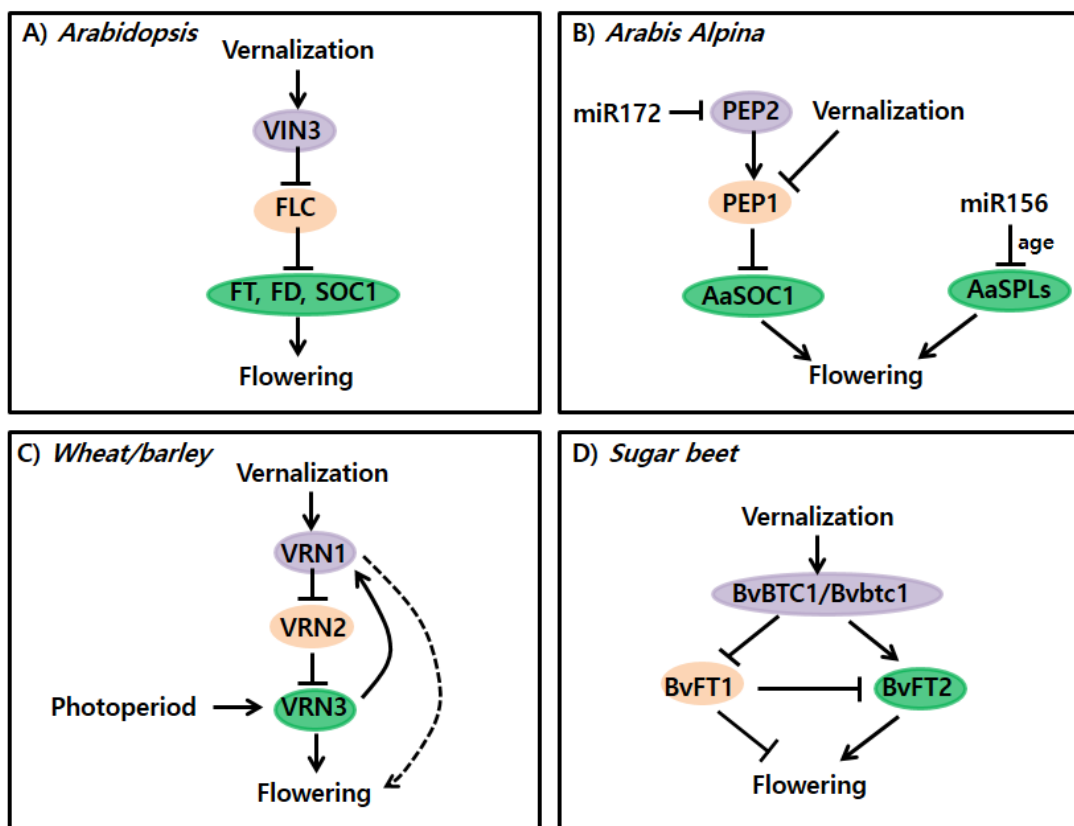 A) Arabidopsis
Vernalization
VIN3
FLC
FT, FD, SOC1
Flowering
B) Arabis Alpina
miR172
PEP2
Vernalization
PEP1
miR156
age
AaSOC1
AaSPLs
Flowering
C) Wheat/barley
Vernalization
VRN1
VRN2
Photoperiod
VRN3
Flowering
D) Sugar beet
Vernalization
BvBTC1/Bvbtc1
BvFT1
BvFT2
Flowering